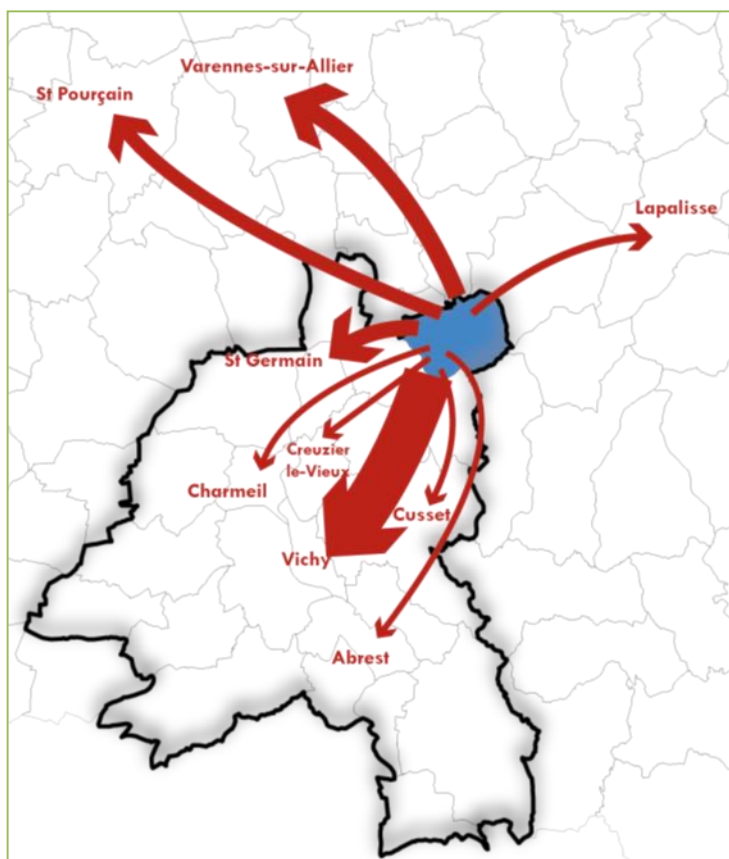 Varennes-sur-Allier
St Pourçain
Lapalisse
St Germain
Creuzier
le-Vieux
Charmeil
Cusset
Vichy
Abrest